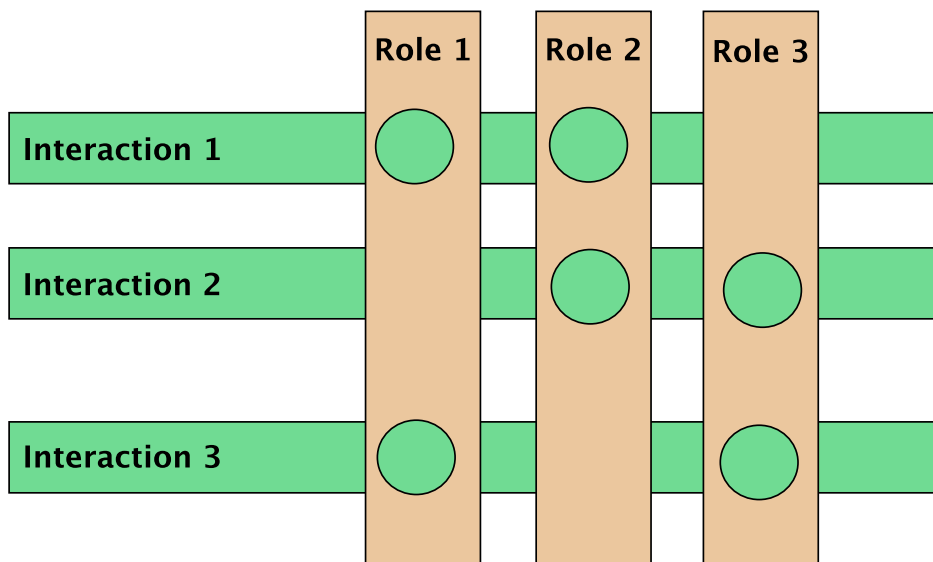 Role 1
Role 2
Role 3
Interaction 1
Interaction 2
Interaction 3